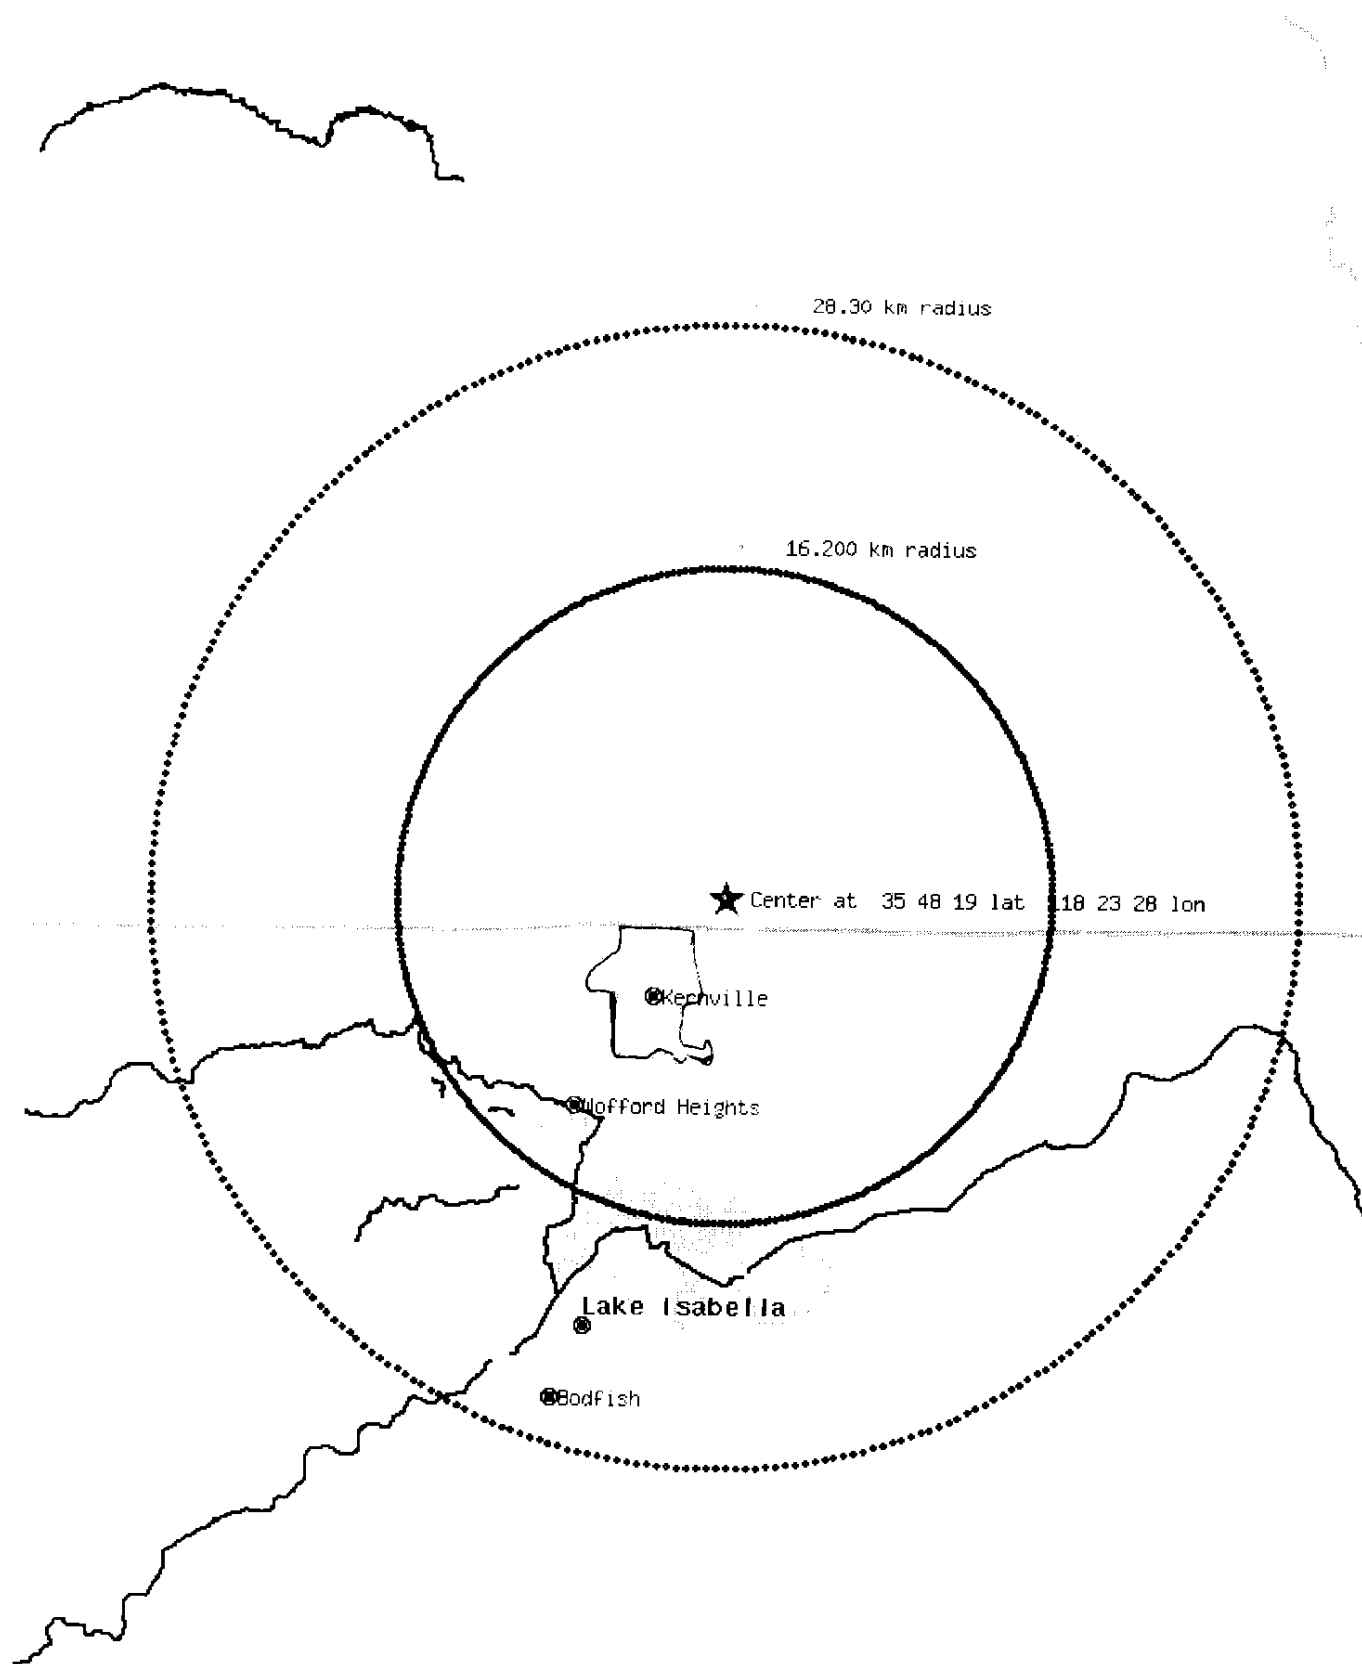 28.30 km radius
16.200 km radius
Center at 35 48 19 lat 118 23 28 lon
Kernville
Wofford Heights
Lake Isabella
Bodfish